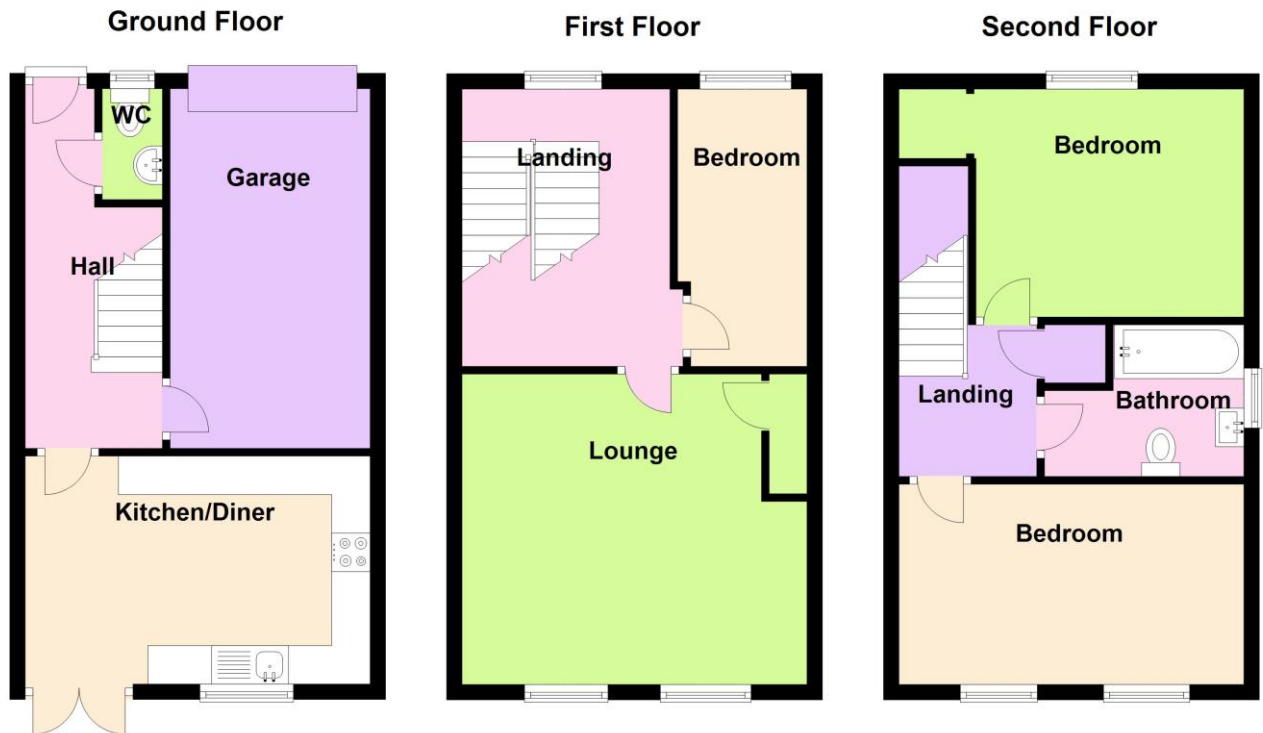 Ground Floor
WC
Garage
Hall
Kitchen/Diner
First Floor
Landing
Bedroom
Lounge
Second Floor
Bedroom
Landing
Bathroom
Bedroom